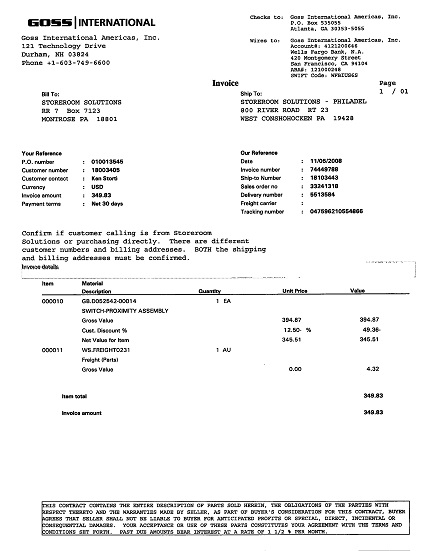 GOSS INTERNATIONAL
Goss International Americas, Inc.
121 Technology Drive
Durham, NH 03824
Phone +1-603-749-6600
Checks to: Goss International Americas, Inc.
P.O. Box 535055
Atlanta, GA 30353-5055
Wires to: Goss International Americas, Inc.
Account#: 4121206646
Wells Fargo Bank, N.A.
420 Montgomery Street
San Francisco, CA 94104
ABA#: 121000248
SWIFT Code: WFBIUS6S
Invoice
Page
1 / 01
Bill To:
STOREROOM SOLUTIONS
RR 7 Box 7123
MONTROSE PA 18801
Ship To:
STOREROOM SOLUTIONS - PHILADEL
800 RIVER ROAD RT 23
WEST CONSHOHOCKEN PA 19428
Your Reference
P.O. number : 010013545
Customer number : 18003405
Customer contact : Ken Storti
Currency : USD
Invoice amount : 349.83
Payment terms : Net 30 days
Our Reference
Date : 11/05/2008
Invoice number : 74449788
Ship-to Number : 18103443
Sales order no : 23241318
Delivery number : 5513584
Freight carrier :
Tracking number : 047596210554866
Confirm if customer calling is from Storeroom
Solutions or purchasing directly. There are different
customer numbers and billing addresses. BOTH the shipping
and billing addresses must be confirmed.
Invoice details
Item Material
Description Quantity Unit Price Value
000010 GB.D052642-00014 1 EA
SWITCH-PROXIMITY ASSEMBLY
Gross Value 394.87 394.87
Cust. Discount % 12.50- % 49.36-
Net Value for Item 345.51 345.51
000011 WS.FREIGHT0231 1 AU
Freight (Parts)
Gross Value 0.00 4.32
Item total 349.83
Invoice amount 349.83
THIS CONTRACT CONTAINS THE ENTIRE DESCRIPTION OF PARTS SOLD HEREIN, THE OBLIGATIONS OF THE PARTIES WITH
RESPECT THERETO AND THE WARRANTIES MADE BY SELLER, AS PART OF BUYER'S CONSIDERATION FOR THIS CONTRACT, BUYER
AGREES THAT SELLER SHALL NOT BE LIABLE TO BUYER FOR ANTICIPATED PROFITS OR SPECIAL, DIRECT, INCIDENTAL OR
CONSEQUENTIAL DAMAGES. YOUR ACCEPTANCE OR USE OF THESE PARTS CONSTITUTES YOUR AGREEMENT WITH THE TERMS AND
CONDITIONS SET FORTH. PAST DUE AMOUNTS BEAR INTEREST AT A RATE OF 1 1/2 % PER MONTH.